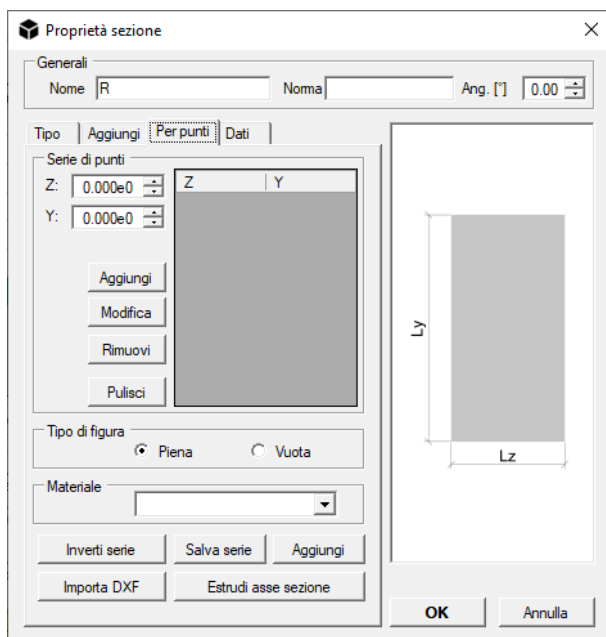 Proprietà sezione
Generali
Nome R Norma Ang. [°] 0.00
Tipo Aggiungi Per punti Dati
Serie di punti
Z: 0.000e0 Z Y
Y: 0.000e0
Aggiungi
Modifica
Rimuovi
Pulisci
Ly
Lz
Tipo di figura
Piena Vuota
Materiale
Inverti serie Salva serie Aggiungi
Importa DXF Estrudi asse sezione
OK Annulla